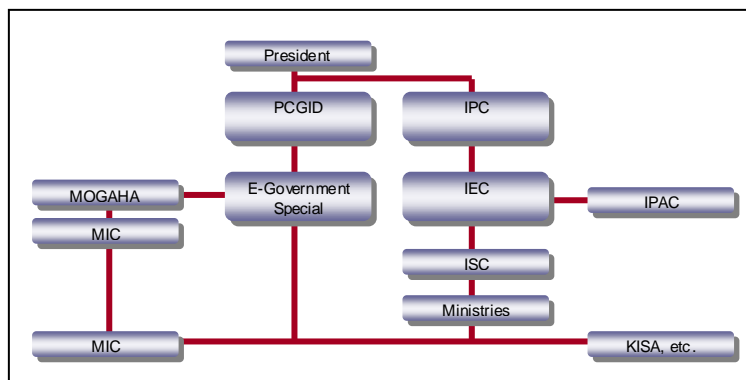 President
PCGID
IPC
E-Government
Special
MOGAHA
IEC
IPAC
MIC
ISC
Ministries
MIC
KISA, etc.